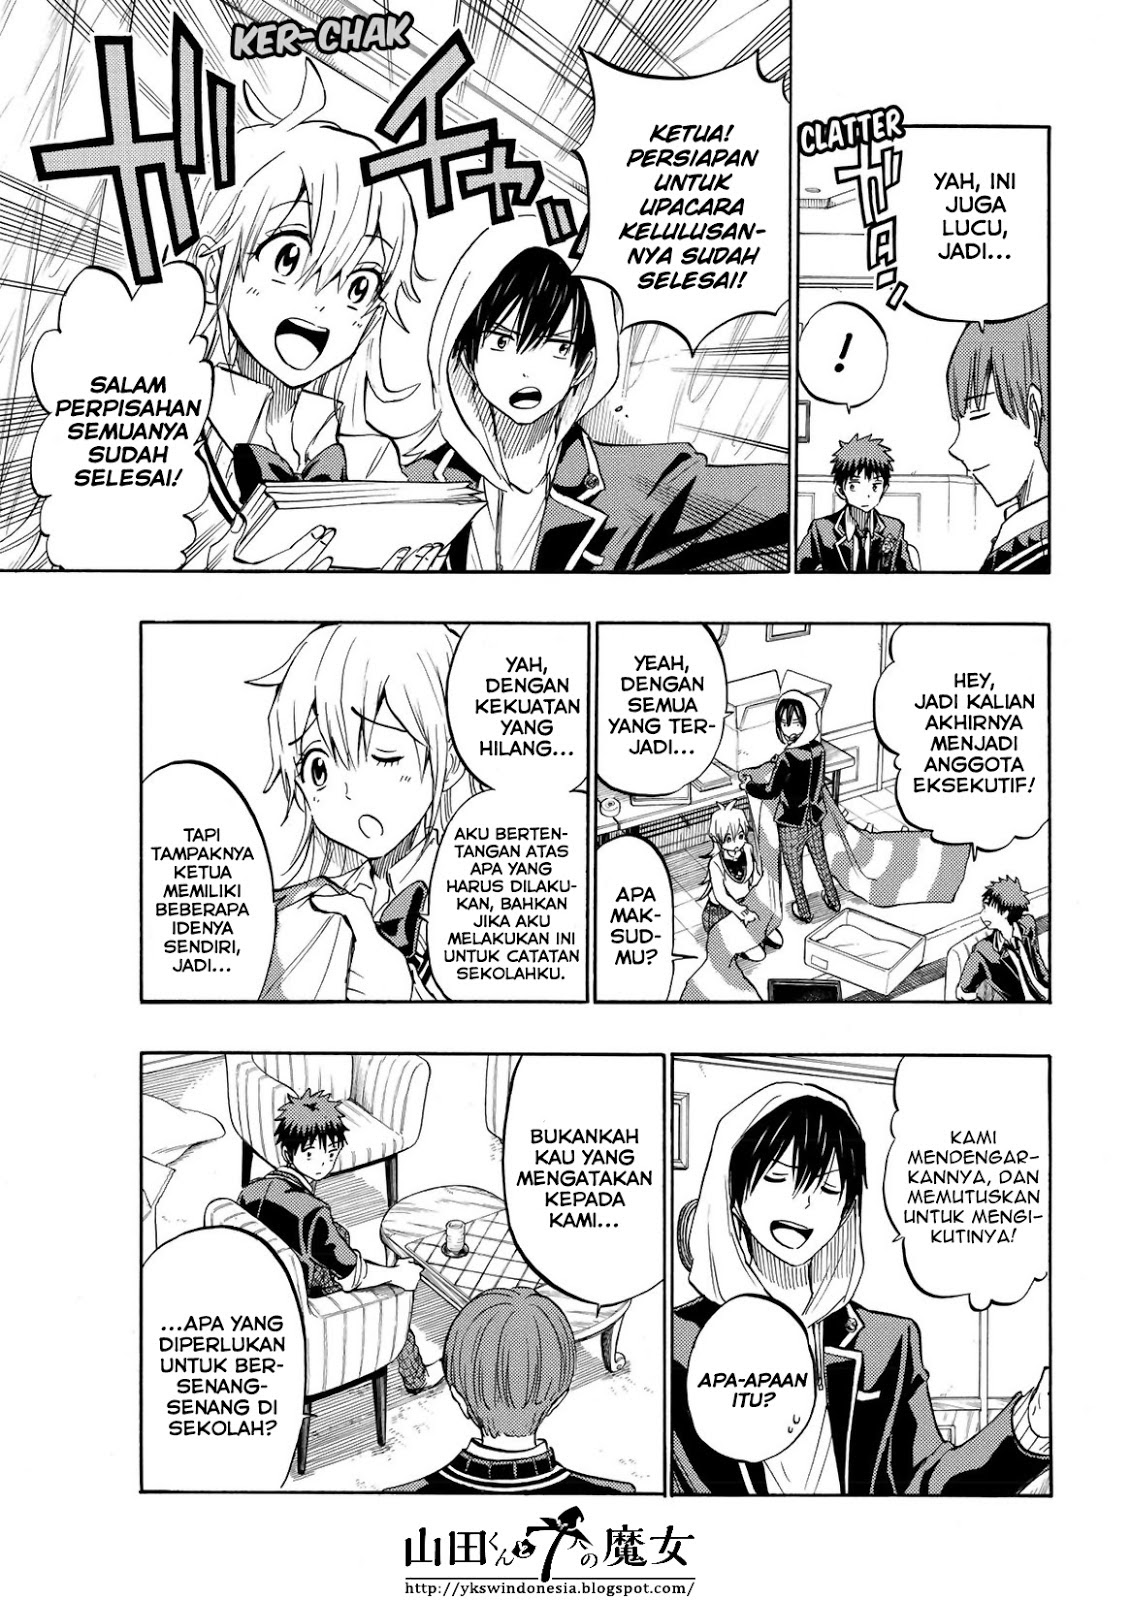 CLATTER
ガタッ
YAH, INI
JUGA
LUCU,
JADI...
!
KER-CHAK
ガチャッ
KETUA!
PERSIAPAN
UNTUK
UPACARA
KELULUSAN-
NYA SUDAH
SELESAI!
SALAM
PERPISAHAN
SEMUANYA
SUDAH
SELESAI!
HEY,
JADI KALIAN
AKHIRNYA
MENJADI
ANGGOTA
EKSEKUTIF!
YEAH,
DENGAN
SEMUA
YANG TER-
JADI...
APA
MAK-
SUD-
MU?
YAH,
DENGAN
KEKUATAN
YANG
HILANG...
AKU BERTEN-
TANGAN ATAS
APA YANG
HARUS DILAKU-
KAN, BAHKAN
JIKA AKU
MELAKUKAN INI
UNTUK CATATAN
SEKOLAHKU.
TAPI
TAMPAKNYA
KETUA
MEMILIKI
BEBERAPA
IDENYA
SENDIRI,
JADI...
KAMI
MENDENGAR-
KANNYA, DAN
MEMUTUSKAN
UNTUK MENGI-
KUTINYA!
APA-APAAN
ITU?
BUKANKAH
KAU YANG
MENGATAKAN
KEPADA
KAMI...
...APA YANG
DIPERLUKAN
UNTUK BER-
SENANG-
SENANG DI
SEKOLAH?
山田くんと7人の魔女
http://ykswindonesia.blogspot.com/